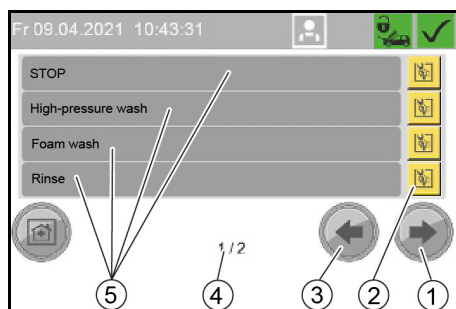 Fr 09.04.2021 10:43:31
STOP
High-pressure wash
Foam wash
Rinse
1 / 2
5 4 3 2 1